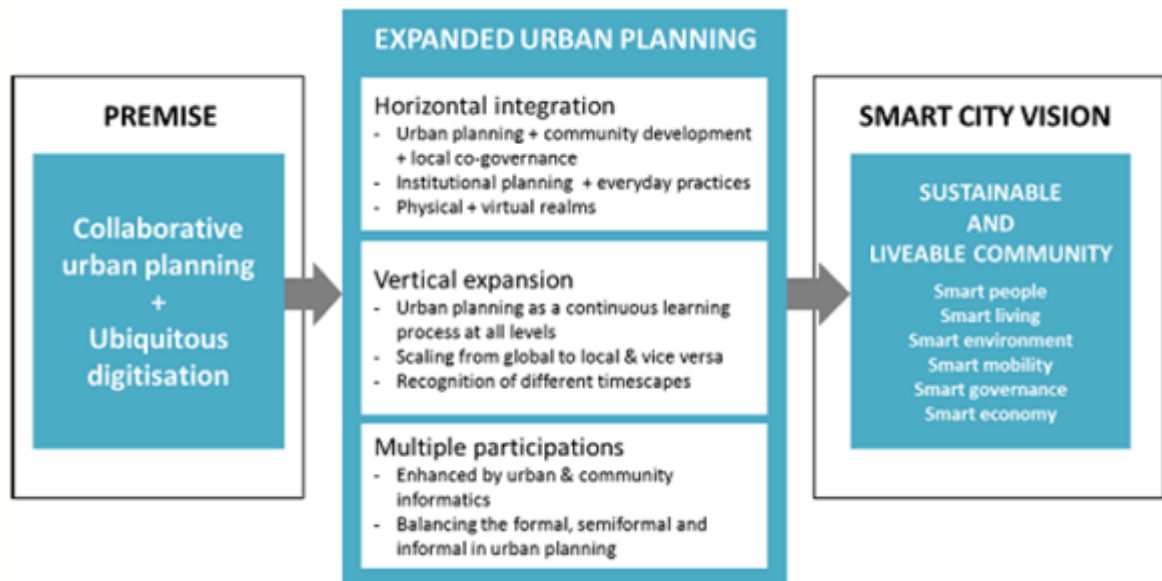 PREMISE
Collaborative
urban planning
+
Ubiquitous
digitisation
EXPANDED URBAN PLANNING
Horizontal integration
- Urban planning + community development
+ local co-governance
- Institutional planning + everyday practices
- Physical + virtual realms
Vertical expansion
- Urban planning as a continuous learning
process at all levels
- Scaling from global to local & vice versa
- Recognition of different timescapes
Multiple participations
- Enhanced by urban & community
informatics
- Balancing the formal, semiformal and
informal in urban planning
SMART CITY VISION
SUSTAINABLE
AND
LIVEABLE COMMUNITY
Smart people
Smart living
Smart environment
Smart mobility
Smart governance
Smart economy